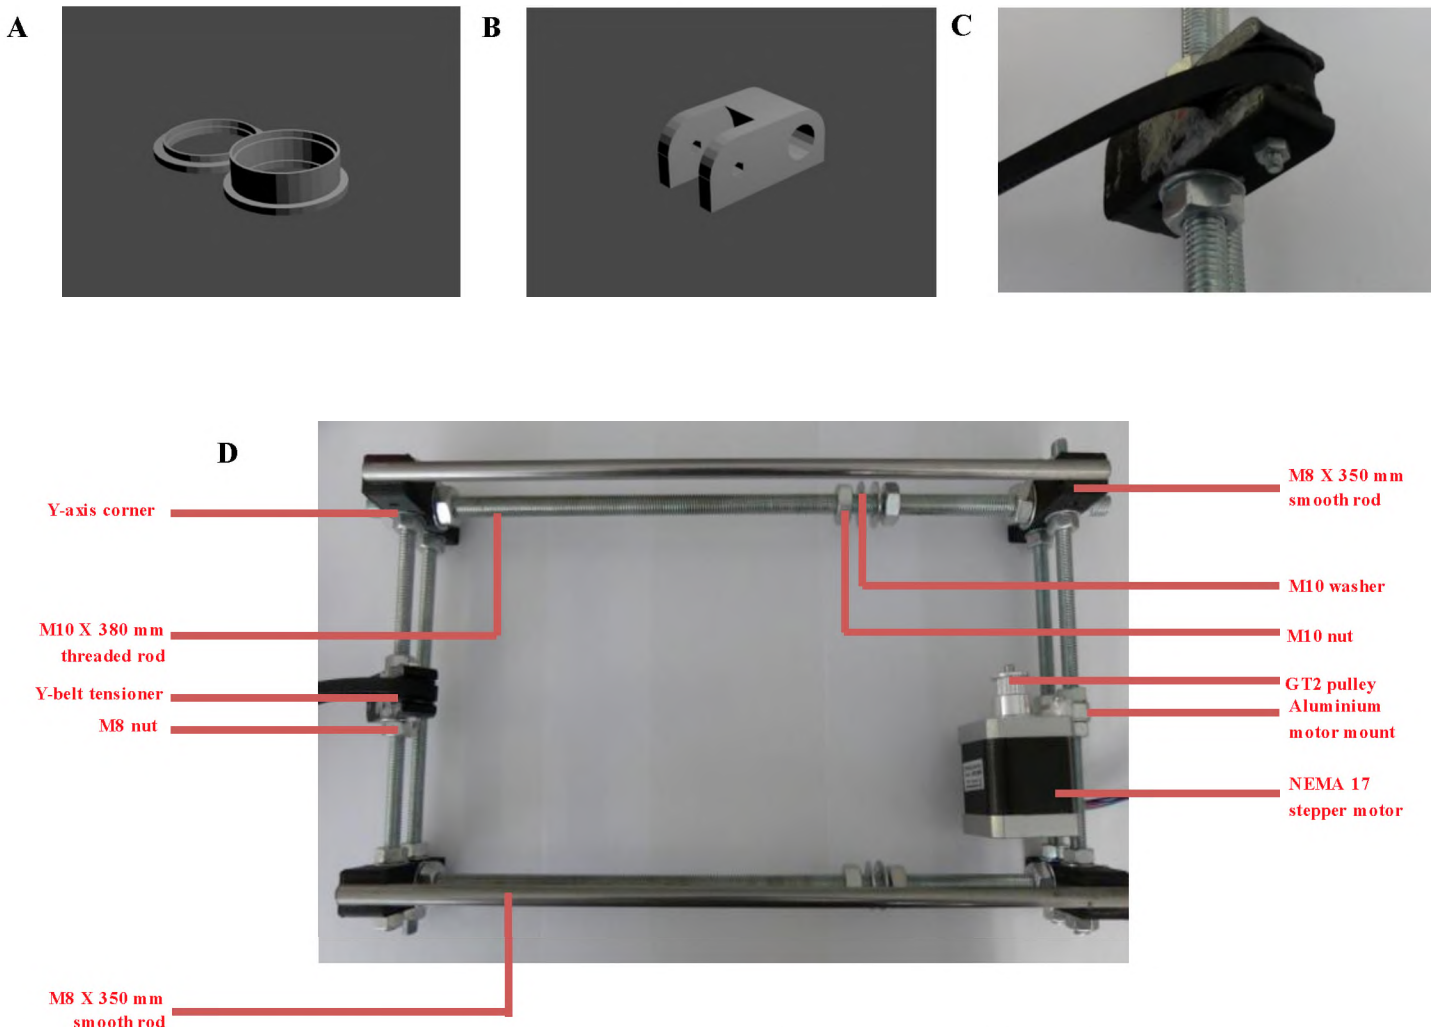 A
B
C
D
Y-axis corner
M10 X 380 mm
threaded rod
Y-belt tensioner
M8 nut
M8 X 350 mm
smooth rod
M8 X 350 mm
smooth rod
M10 washer
M10 nut
GT2 pulley
Aluminium
motor mount
NEMA 17
stepper motor